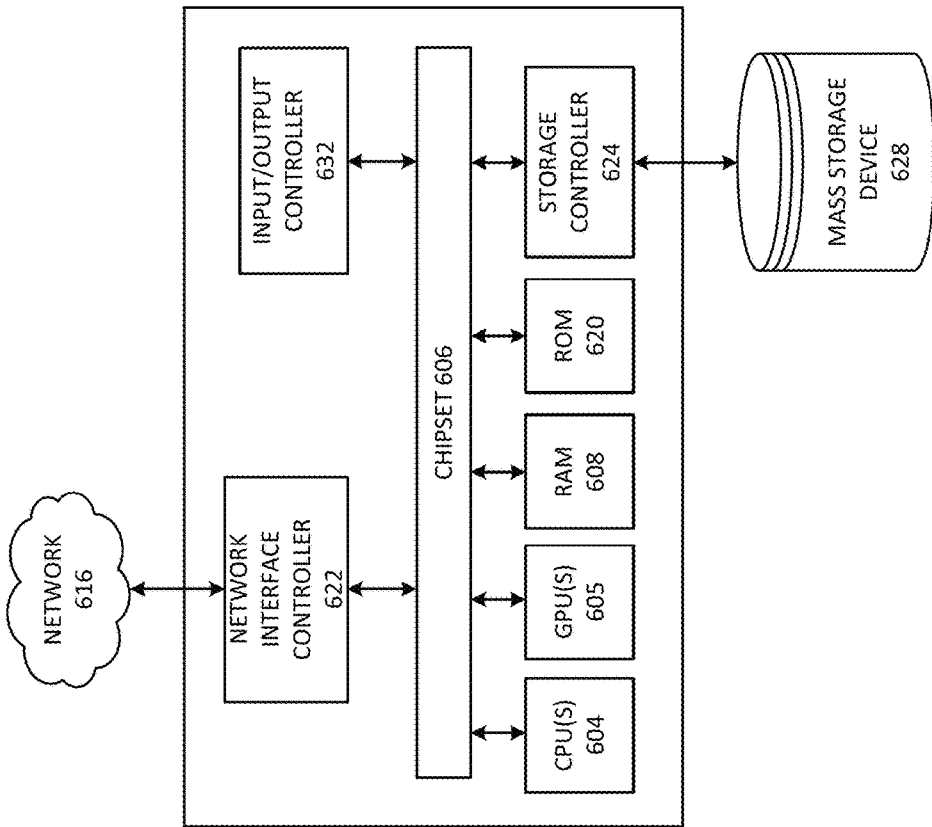 NETWORK
616
NETWORK
INTERFACE
CONTROLLER
622
INPUT/OUTPUT
CONTROLLER
632
CHIPSET 606
CPU(S)
604
GPU(S)
605
RAM
608
ROM
620
STORAGE
CONTROLLER
624
MASS STORAGE
DEVICE
628